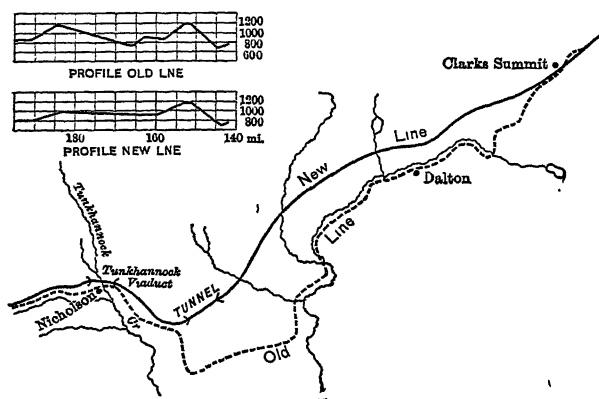 1200
1000
800
600
PROFILE OLD LNE
1200
1000
800
180 160 140 mi.
PROFILE NEW LNE
Clarks Summit
New Line
Dalton
Line
Tunkhannock
Tunkhannock
Viaduct
TUNNEL
Nicholson
Cr
Old